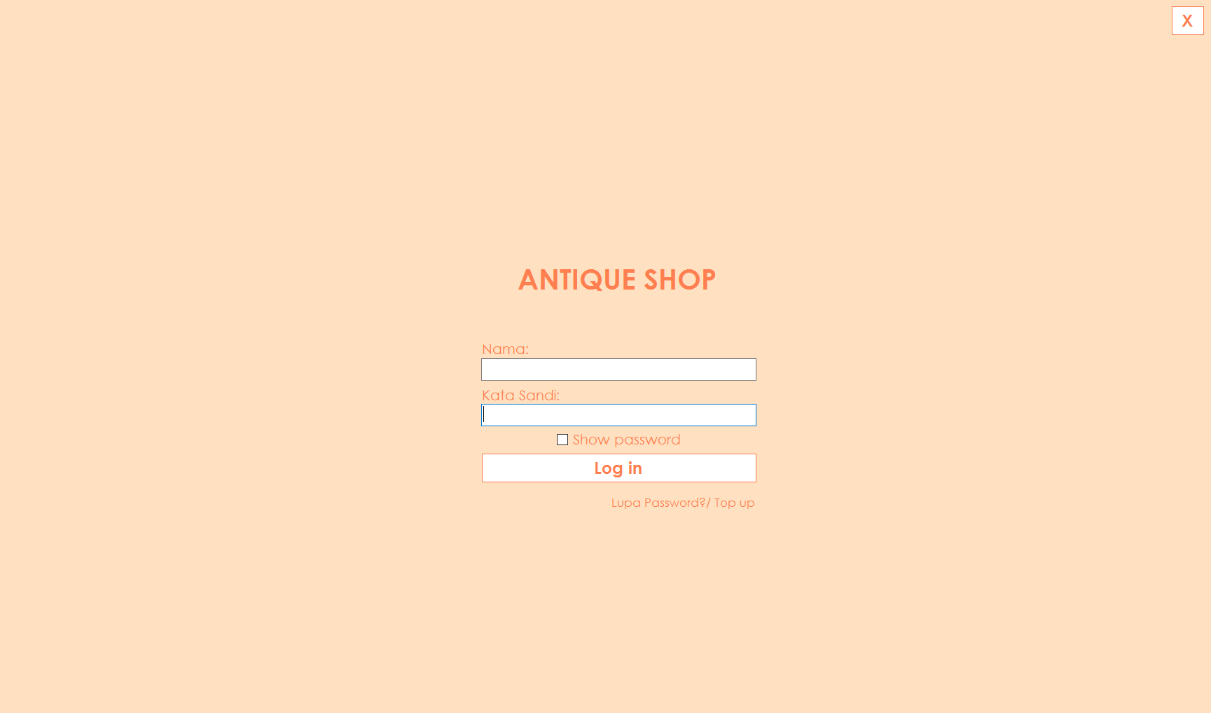 X
ANTIQUE SHOP
Nama:
Kata Sandi:
Show password
Log in
Lupa Password?/ Top up